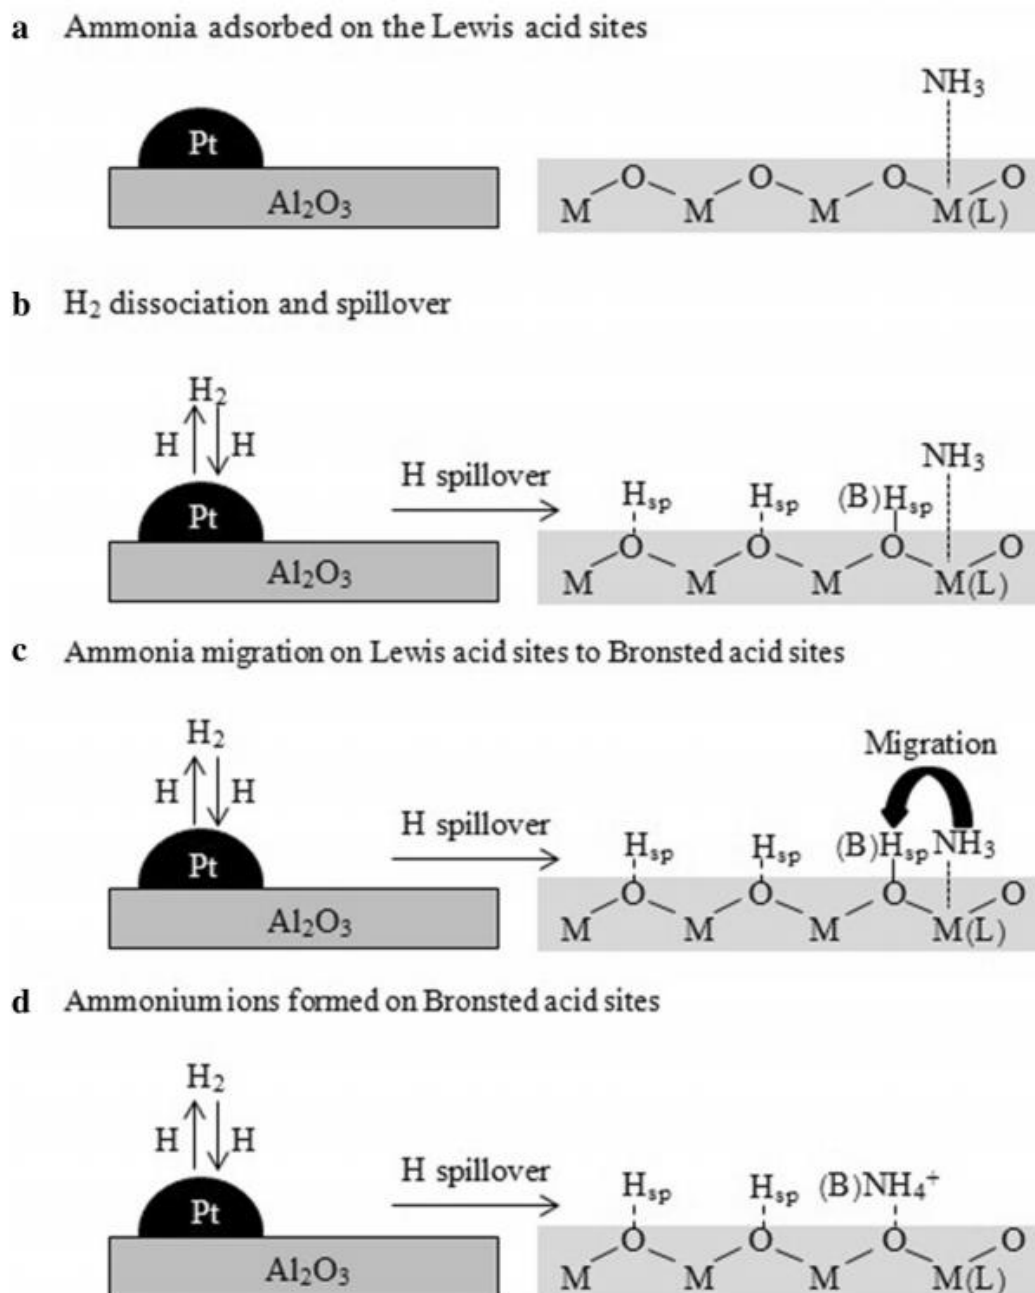 a Ammonia adsorbed on the Lewis acid sites
NH₃
Pt
Al₂O₃
O O O O
M M M M(L)
b H₂ dissociation and spillover
H₂
H H
Pt
Al₂O₃
H spillover
NH₃
Hsp Hsp (B)Hsp
O O O O
M M M M(L)
c Ammonia migration on Lewis acid sites to Bronsted acid sites
H₂
H H
Pt
Al₂O₃
H spillover
Migration
Hsp Hsp (B)Hsp NH₃
O O O O
M M M M(L)
d Ammonium ions formed on Bronsted acid sites
H₂
H H
Pt
Al₂O₃
H spillover
Hsp Hsp (B)NH₄⁺
O O O O
M M M M(L)